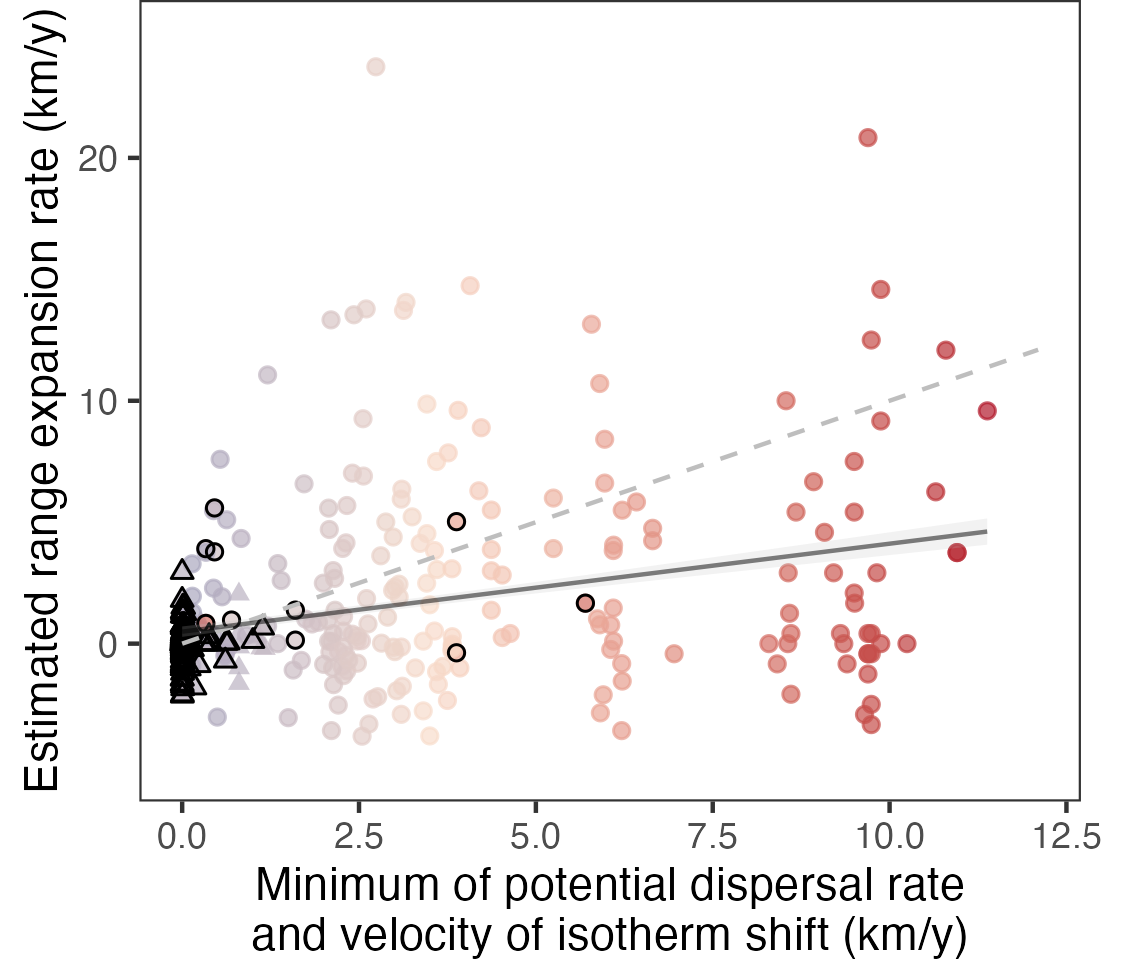 Estimated range expansion rate (km/y)
20
10
0
0.0 2.5 5.0 7.5 10.0 12.5
Minimum of potential dispersal rate
and velocity of isotherm shift (km/y)